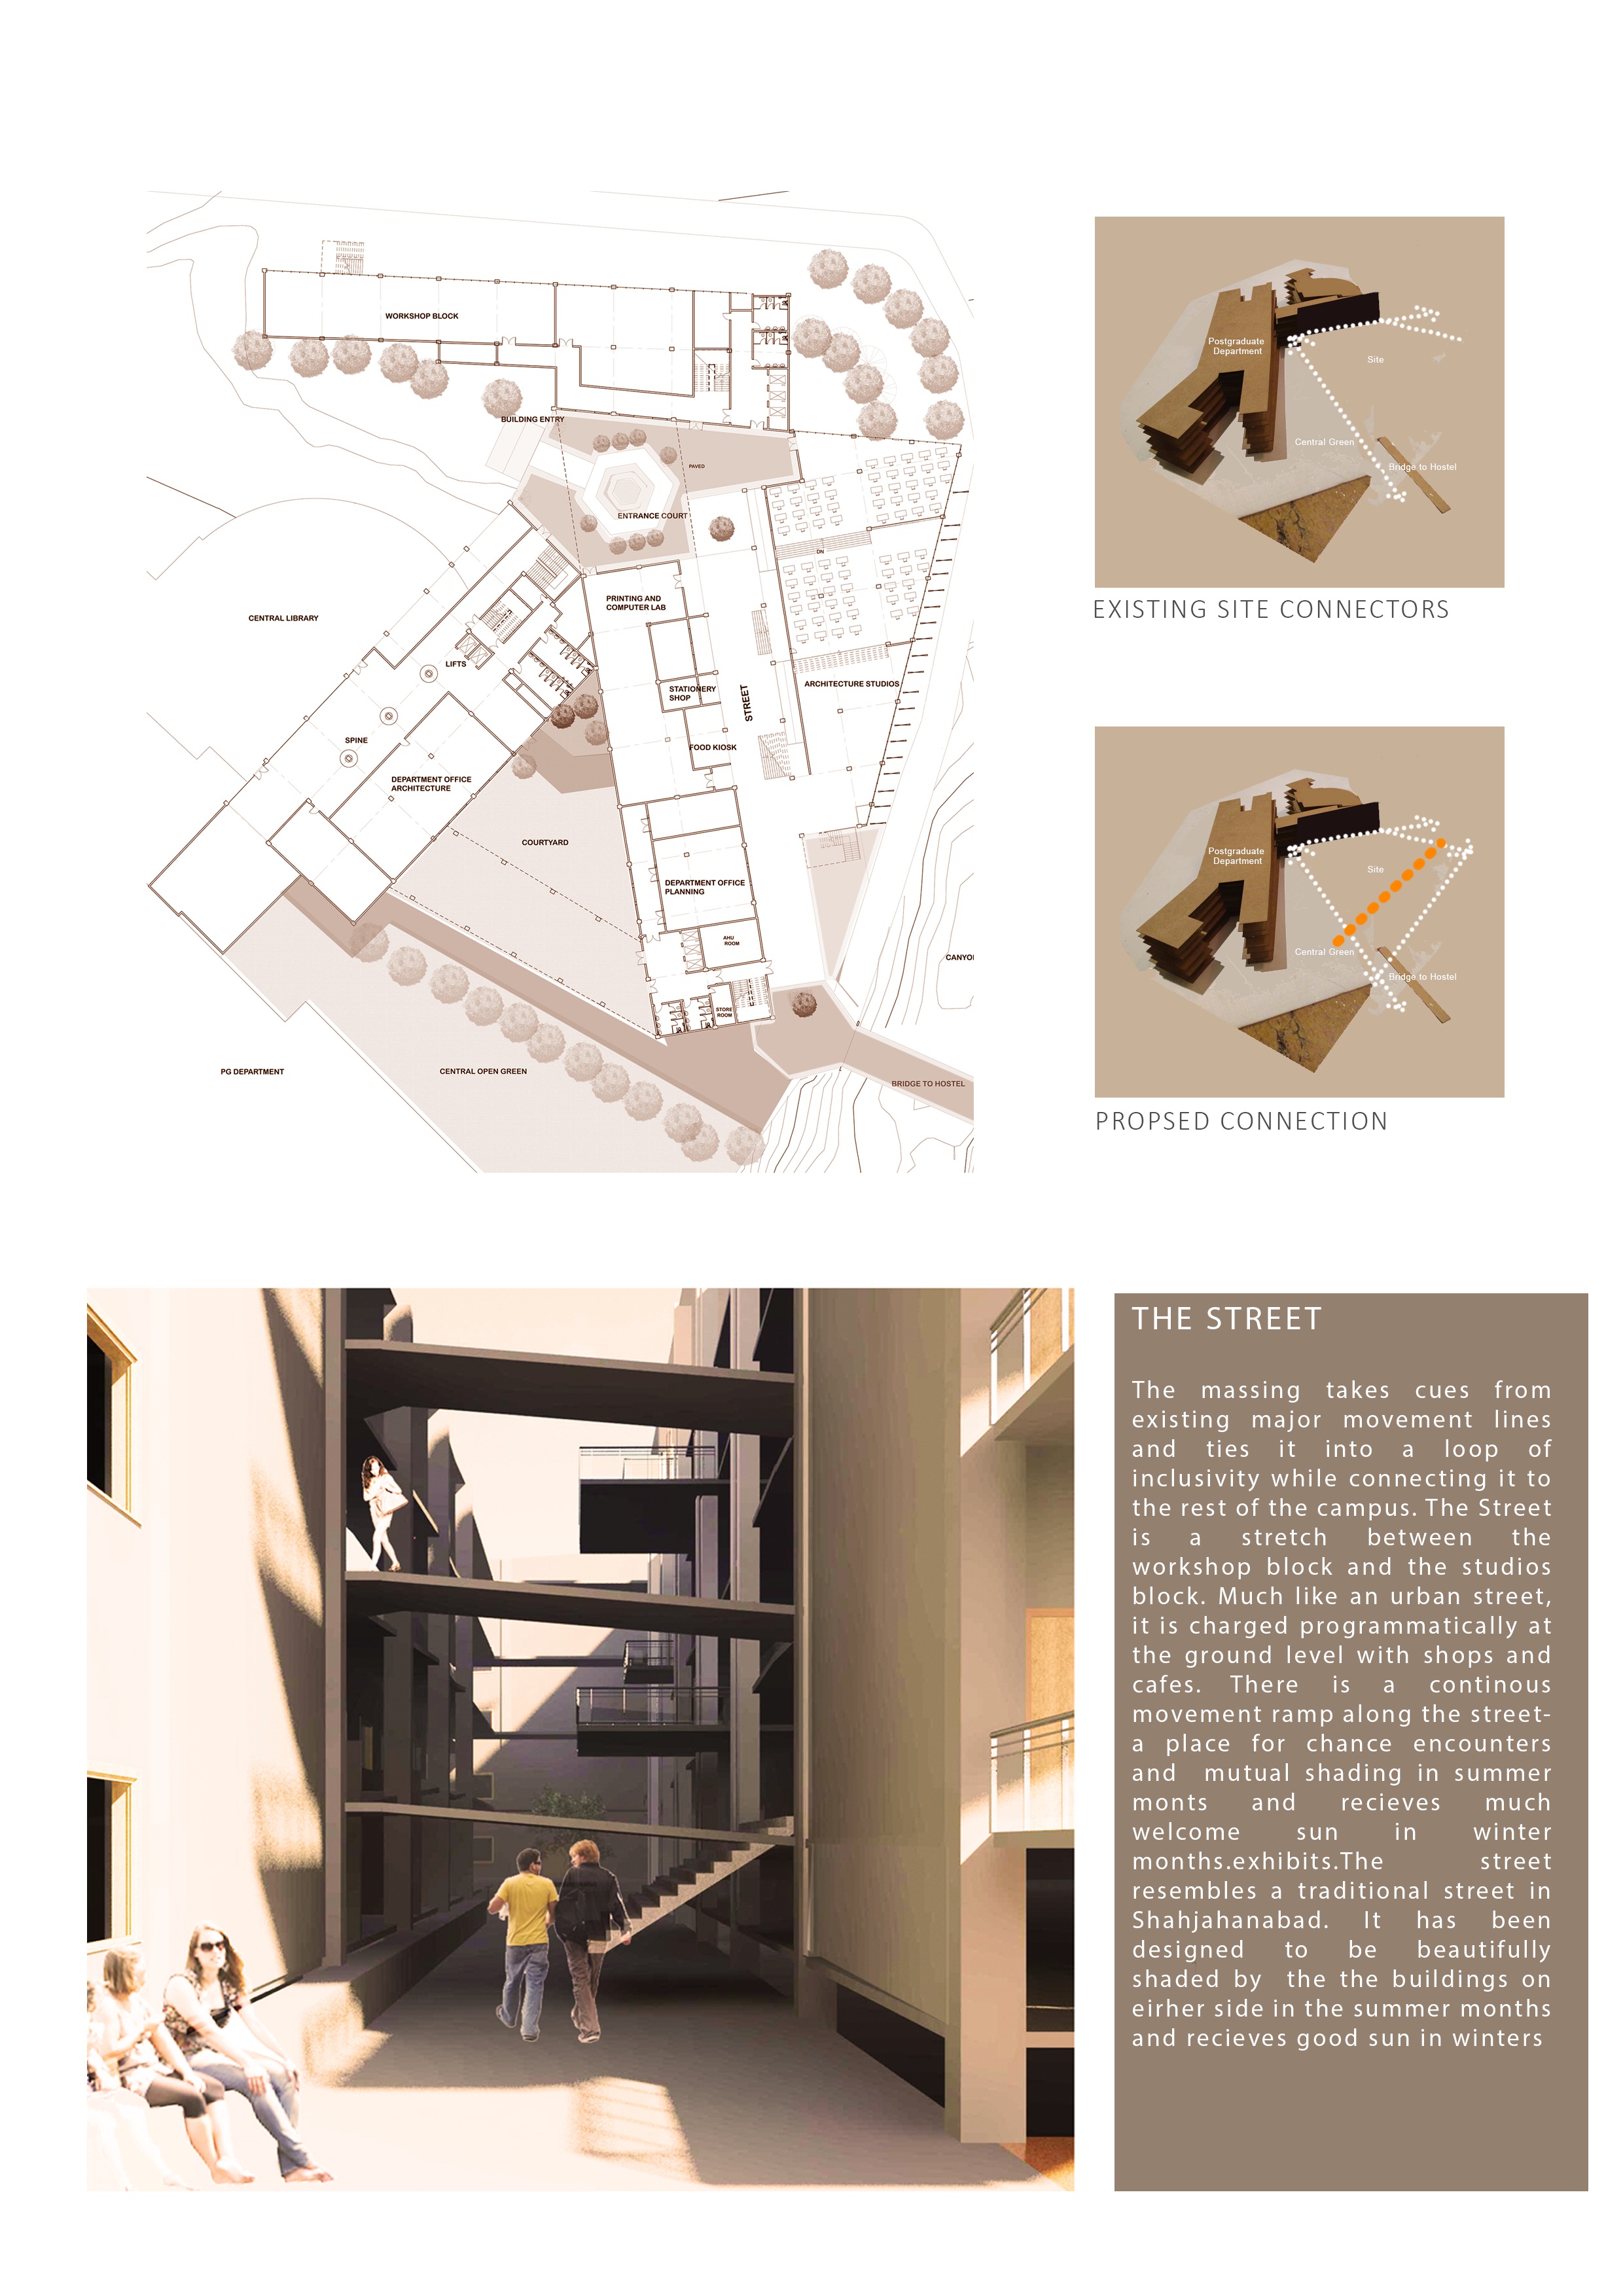 WORKSHOP BLOCK
BUILDING ENTRY
PAVED
ENTRANCE COURT
DN
PRINTING AND
COMPUTER LAB
CENTRAL LIBRARY
LIFTS
STATIONERY
SHOP
STREET
ARCHITECTURE STUDIOS
SPINE
FOOD KIOSK
DEPARTMENT OFFICE
ARCHITECTURE
COURTYARD
DEPARTMENT OFFICE
PLANNING
AHU
ROOM
CANYO
STORE
ROOM
PG DEPARTMENT
CENTRAL OPEN GREEN
BRIDGE TO HOSTEL
Postgraduate
Department
Site
Central Green
Bridge to Hostel
EXISTING SITE CONNECTORS
Postgraduate
Department
Site
Central Green
Bridge to Hostel
PROPSED CONNECTION
THE STREET
The massing takes cues from
existing major movement lines
and ties it into a loop of
inclusivity while connecting it to
the rest of the campus. The Street
is a stretch between the
workshop block and the studios
block. Much like an urban street,
it is charged programmatically at
the ground level with shops and
cafes. There is a continous
movement ramp along the street-
a place for chance encounters
and mutual shading in summer
monts and recieves much
welcome sun in winter
months.exhibits.The street
resembles a traditional street in
Shahjahanabad. It has been
designed to be beautifully
shaded by the the buildings on
eirher side in the summer months
and recieves good sun in winters